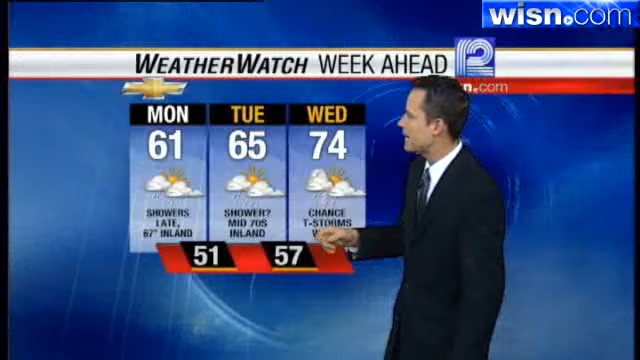 wisn.com
WEATHERWATCH WEEK AHEAD 12
n.com
MON TUE WED
61 65 74
SHOWERS LATE, 67° INLAND
SHOWER? MID 70S INLAND
CHANCE T-STORMS
51 57